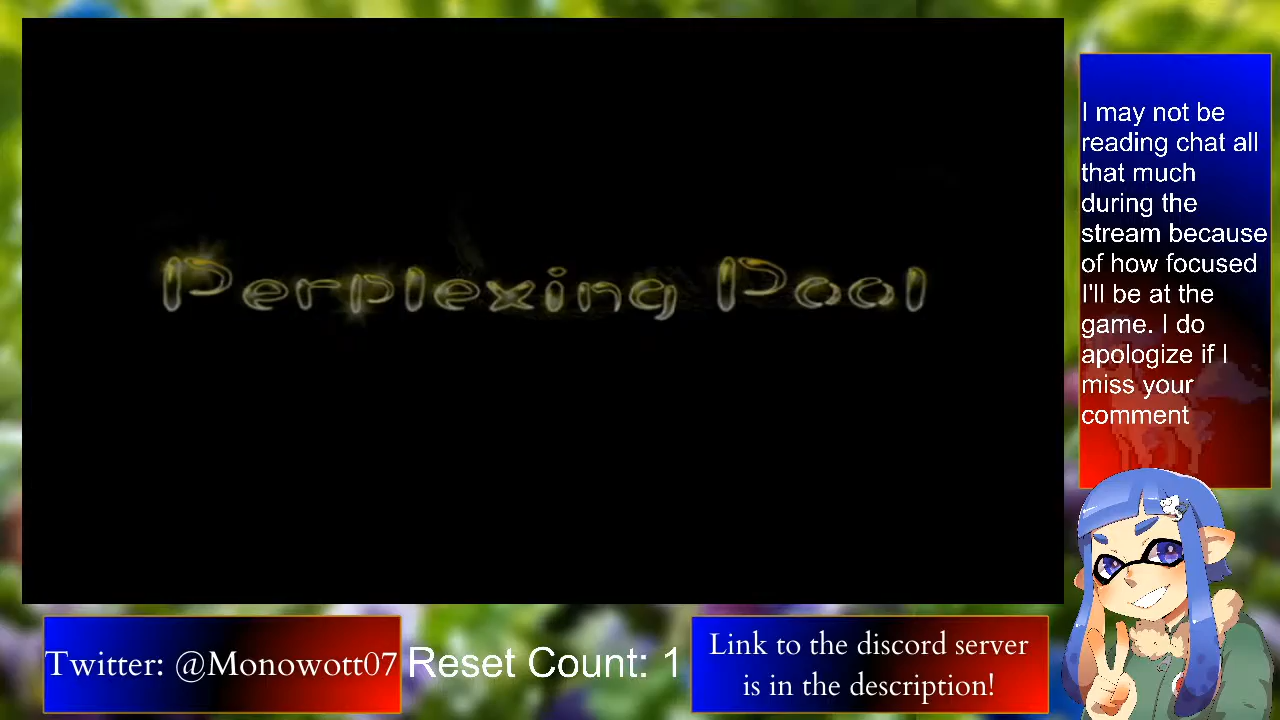 Perplexing Pool
I may not be
reading chat all
that much
during the
stream because
of how focused
I'll be at the
game. I do
apologize if I
miss your
comment
Twitter: @Monowott07
Reset Count: 1
Link to the discord server
is in the description!